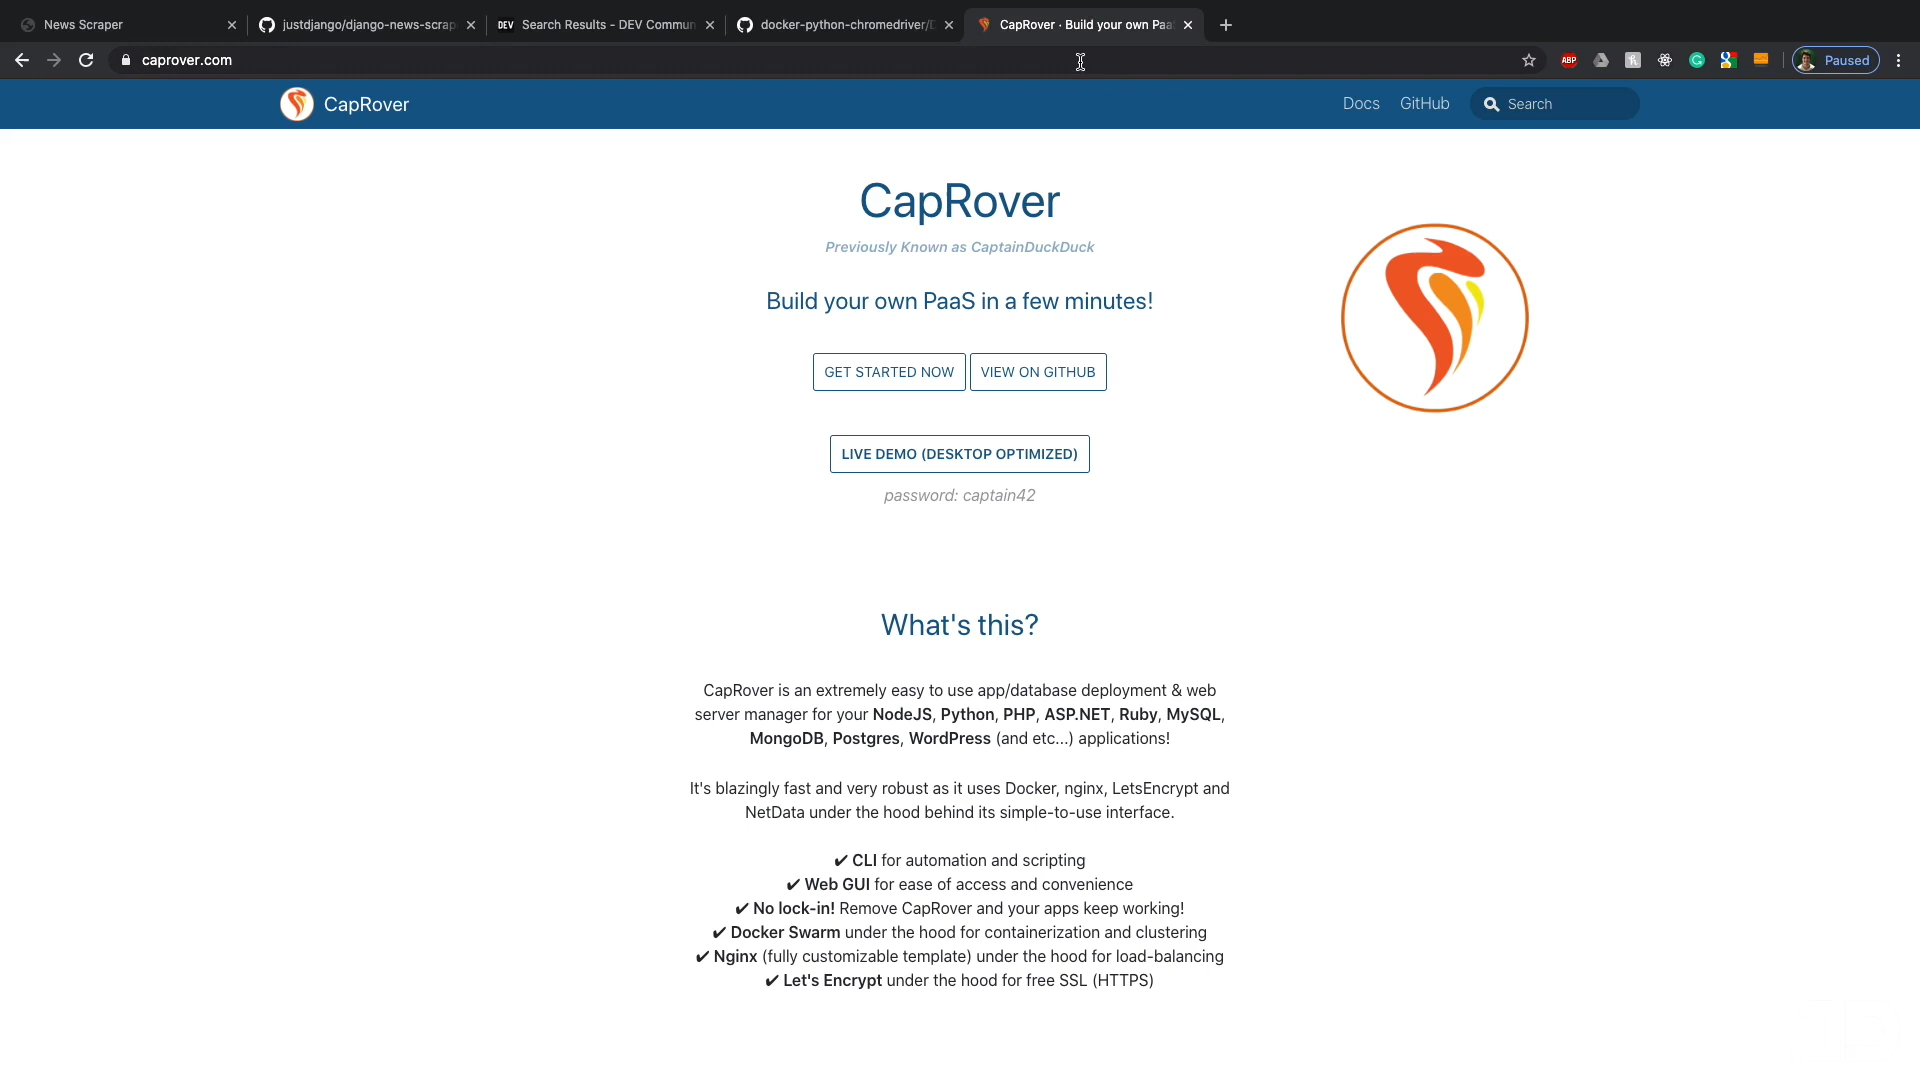 News Scraper
justdjango/django-news-scrap
DEV Search Results - DEV Commun
docker-python-chromedriver/D
CapRover · Build your own Paa
caprover.com
ABP
Paused
CapRover
Docs
GitHub
Search
CapRover
Previously Known as CaptainDuckDuck
Build your own PaaS in a few minutes!
GET STARTED NOW
VIEW ON GITHUB
LIVE DEMO (DESKTOP OPTIMIZED)
password: captain42
What's this?
CapRover is an extremely easy to use app/database deployment & web
server manager for your NodeJS, Python, PHP, ASP.NET, Ruby, MySQL,
MongoDB, Postgres, WordPress (and etc...) applications!
It's blazingly fast and very robust as it uses Docker, nginx, LetsEncrypt and
NetData under the hood behind its simple-to-use interface.
✔ CLI for automation and scripting
✔ Web GUI for ease of access and convenience
✔ No lock-in! Remove CapRover and your apps keep working!
✔ Docker Swarm under the hood for containerization and clustering
✔ Nginx (fully customizable template) under the hood for load-balancing
✔ Let's Encrypt under the hood for free SSL (HTTPS)